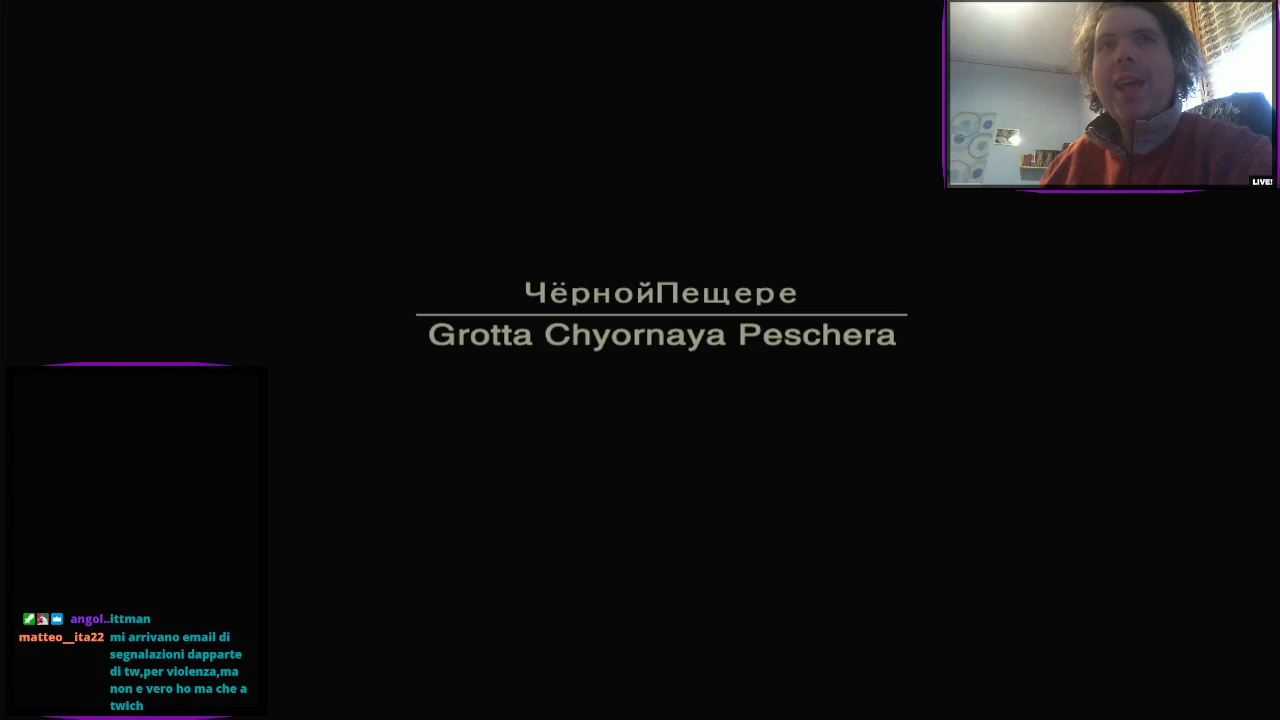 LIVE!
ЧёрнойПещере
Grotta Chyornaya Peschera
angol..ittman
matteo__ita22 mi arrivano email di
segnalazioni dapparte
di tw,per violenza,ma
non e vero ho ma che a
twich